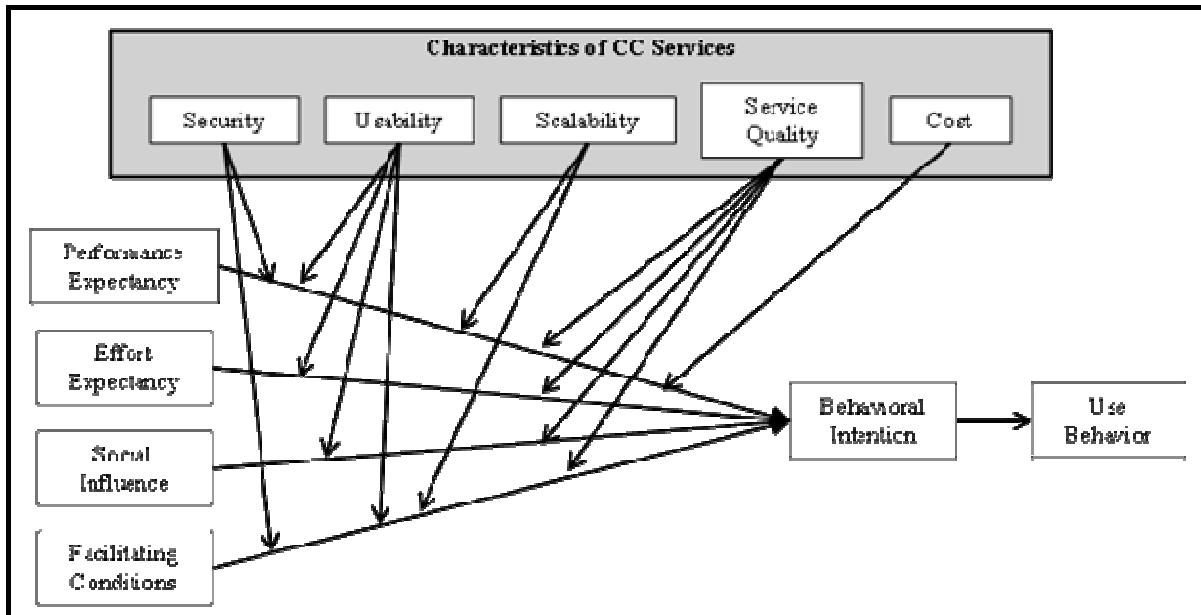 Characteristics of CC Services
Security
Usability
Scalability
Service
Quality
Cost
Performance
Expectancy
Effort
Expectancy
Social
Influence
Facilitating
Conditions
Behavioral
Intention
Use
Behavior